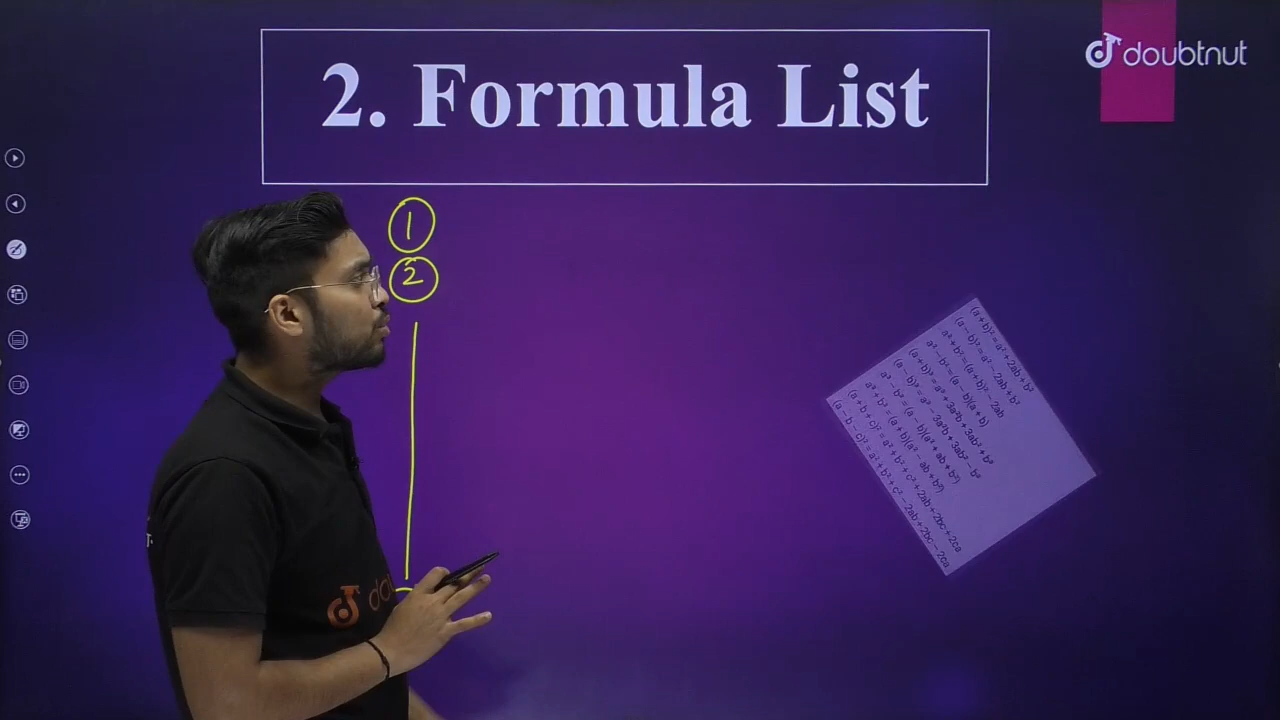 2. Formula List
doubtnut
1
2
(a + b)² = a² + 2ab + b²
(a − b)² = a² − 2ab + b²
a² + b² = (a + b)² − 2ab
a² − b² = (a − b)(a + b)
(a + b)³ = a³ + 3a²b + 3ab² + b³
(a − b)³ = a³ − 3a²b + 3ab² − b³
a³ − b³ = (a − b)(a² + ab + b²)
a³ + b³ = (a + b)(a² − ab + b²)
(a + b + c)² = a² + b² + c² + 2ab + 2bc + 2ca
(a − b − c)² = a² + b² + c² − 2ab + 2bc − 2ca